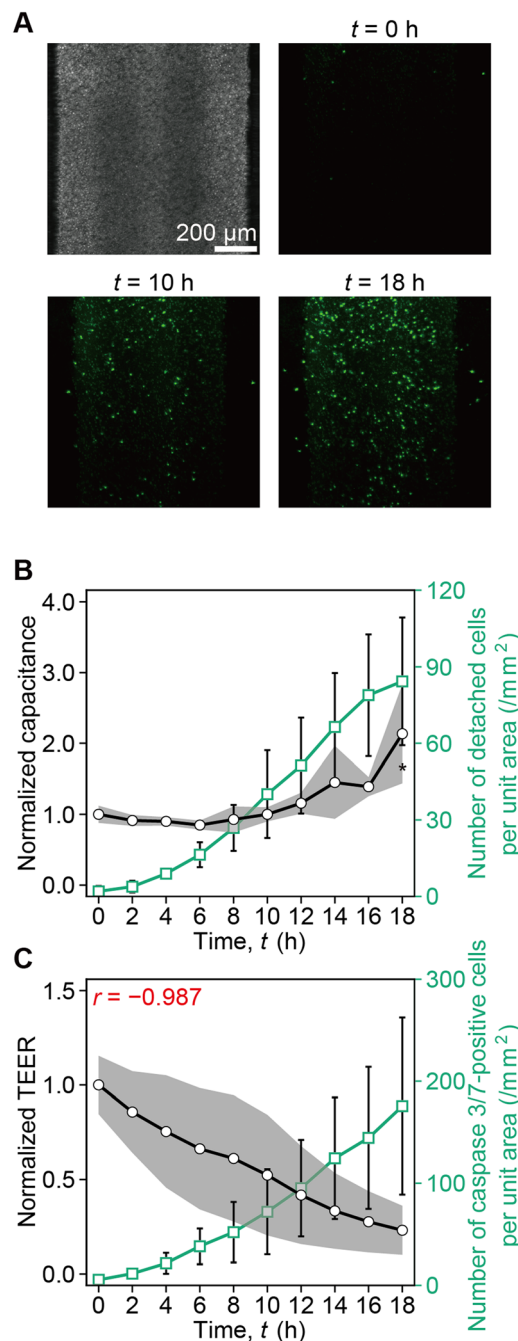 A
t = 0 h
200 µm
t = 10 h
t = 18 h
B
Normalized capacitance
4.0
3.0
2.0
1.0
0.0
0 2 4 6 8 10 12 14 16 18
Time, t (h)
120
90
60
30
0
Number of detached cells
per unit area (/mm²)
*
C
r = −0.987
Normalized TEER
1.5
1.0
0.5
0.0
0 2 4 6 8 10 12 14 16 18
Time, t (h)
300
200
100
0
Number of caspase 3/7-positive cells
per unit area (/mm²)